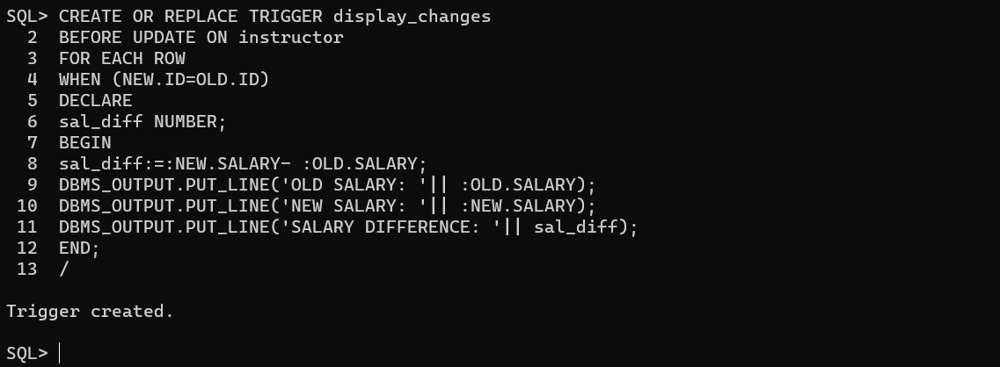 SQL> CREATE OR REPLACE TRIGGER display_changes
  2  BEFORE UPDATE ON instructor
  3  FOR EACH ROW
  4  WHEN (NEW.ID=OLD.ID)
  5  DECLARE
  6  sal_diff NUMBER;
  7  BEGIN
  8  sal_diff:=:NEW.SALARY- :OLD.SALARY;
  9  DBMS_OUTPUT.PUT_LINE('OLD SALARY: '|| :OLD.SALARY);
 10  DBMS_OUTPUT.PUT_LINE('NEW SALARY: '|| :NEW.SALARY);
 11  DBMS_OUTPUT.PUT_LINE('SALARY DIFFERENCE: '|| sal_diff);
 12  END;
 13  /
Trigger created.
SQL>